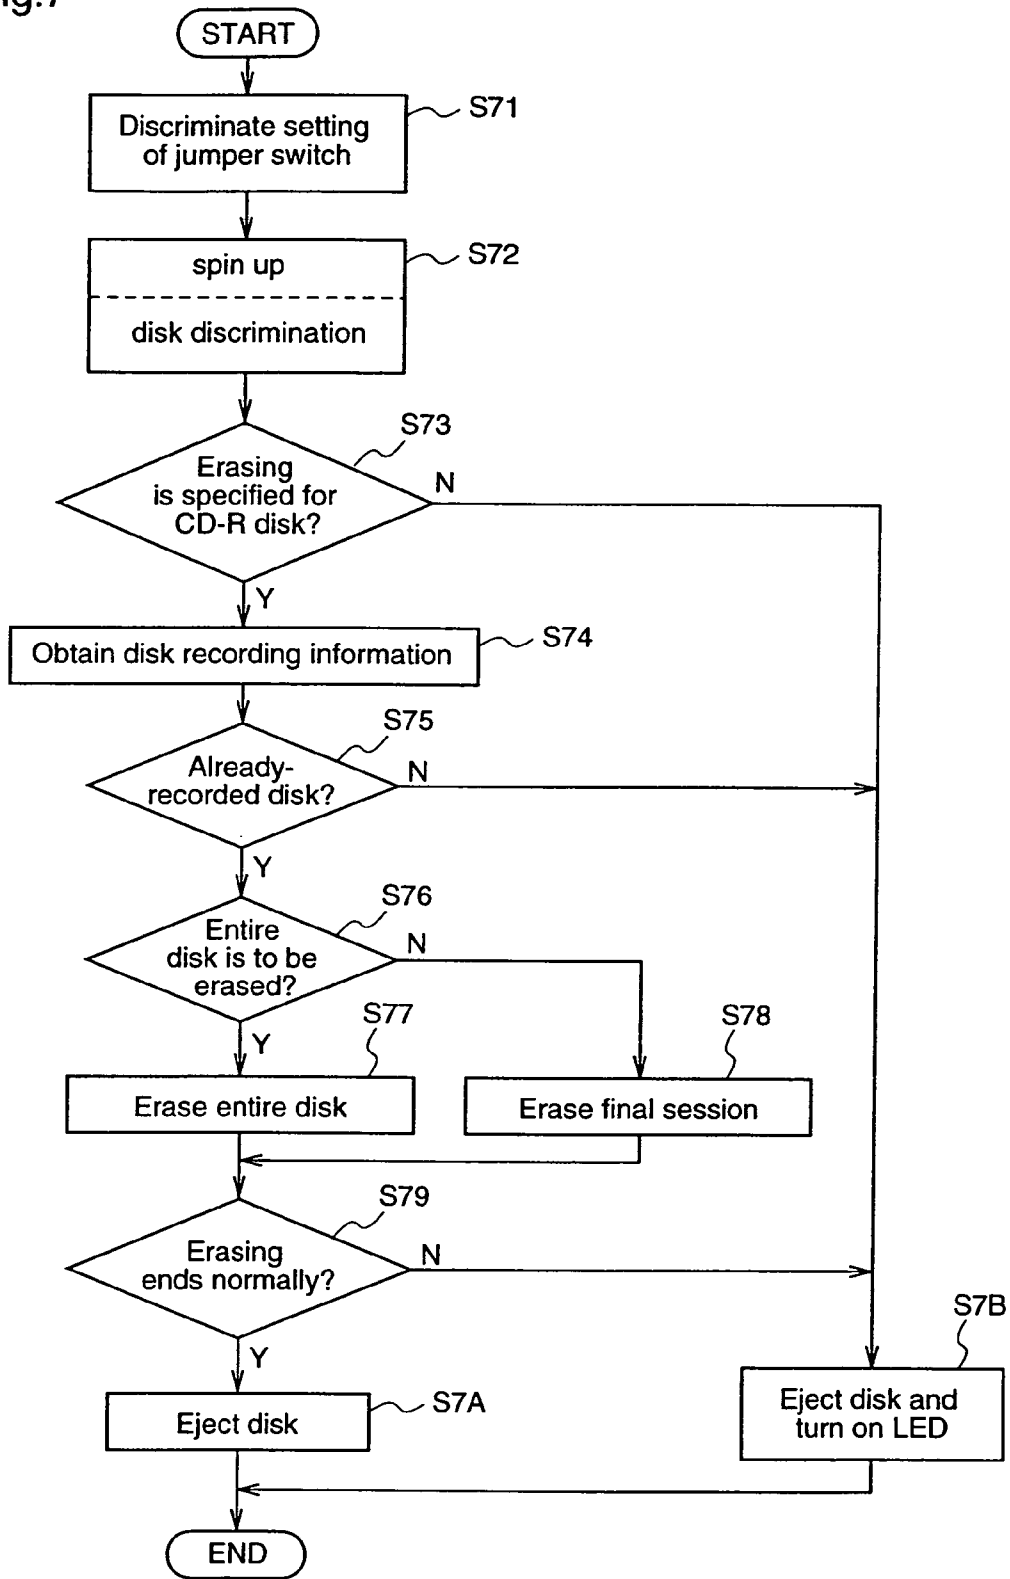 START
S71
Discriminate setting
of jumper switch
S72
spin up
disk discrimination
S73
Erasing
is specified for
CD-R disk?
N
Y
S74
Obtain disk recording information
S75
Already-
recorded disk?
N
Y
S76
Entire
disk is to be
erased?
N
Y
S77
S78
Erase entire disk
Erase final session
S79
Erasing
ends normally?
N
Y
S7B
S7A
Eject disk
Eject disk and
turn on LED
END